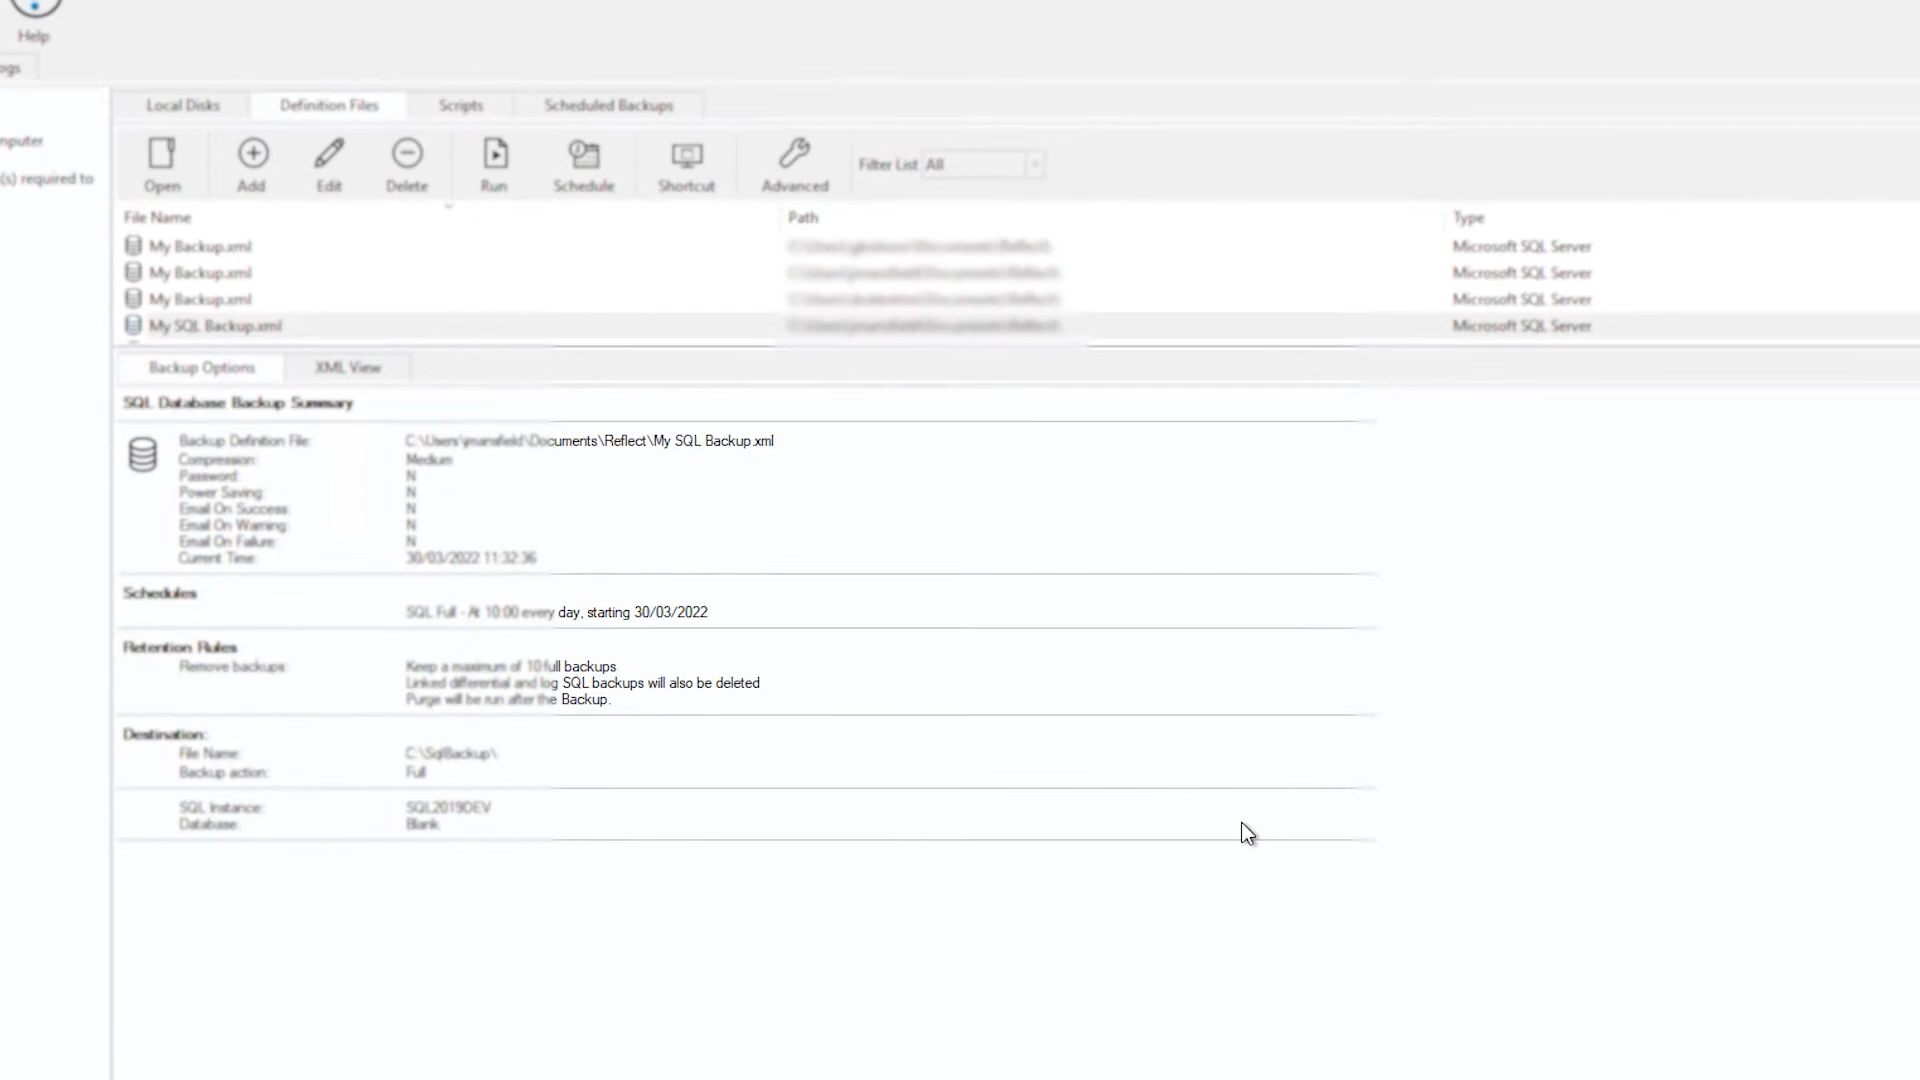 Help
ogs
Local Disks Definition Files Scripts Scheduled Backups
mputer
(s) required to
Open Add Edit Delete Run Schedule Shortcut Advanced Filter List All
File Name Path Type
My Backup.xml Microsoft SQL Server
My Backup.xml Microsoft SQL Server
My Backup.xml Microsoft SQL Server
My SQL Backup.xml Microsoft SQL Server
Backup Options XML View
SQL Database Backup Summary
Backup Definition File: C:\Users\jmansfield\Documents\Reflect\My SQL Backup.xml
Compression: Medium
Password: N
Power Saving: N
Email On Success: N
Email On Warning: N
Email On Failure: N
Current Time: 30/03/2022 11:32:36
Schedules
SQL Full - At 10:00 every day, starting 30/03/2022
Retention Rules
Remove backups: Keep a maximum of 10 full backups
Linked differential and log SQL backups will also be deleted
Purge will be run after the Backup.
Destination:
File Name: C:\SqlBackup\
Backup action: Full
SQL Instance: SQL2019DEV
Database: Blank